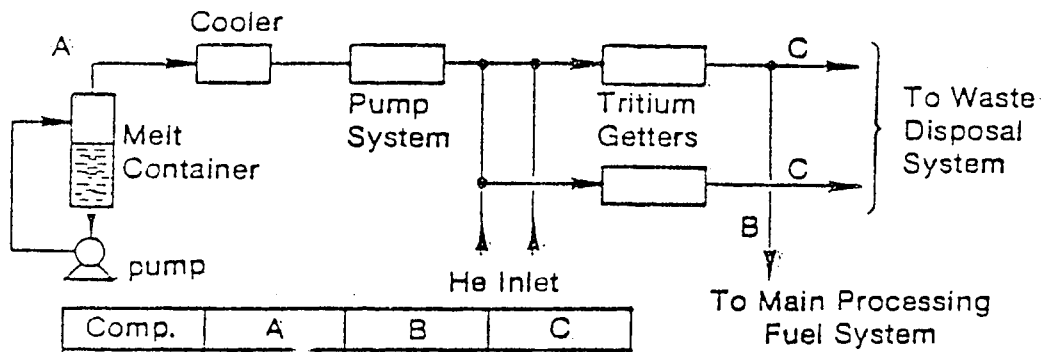 Cooler
A
Melt
Container
pump
Pump
System
Tritium
Getters
C
C
To Waste
Disposal
System
B
He Inlet
To Main Processing
Fuel System
Comp. A B C